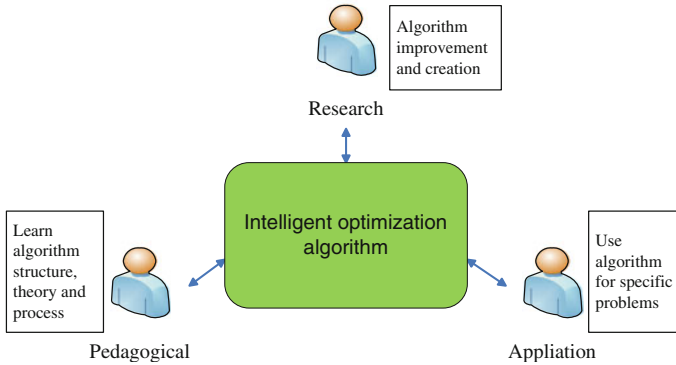 Algorithm
improvement
and creation
Research
Intelligent optimization
algorithm
Learn
algorithm
structure,
theory and
process
Pedagogical
Use
algorithm
for specific
problems
Appliation